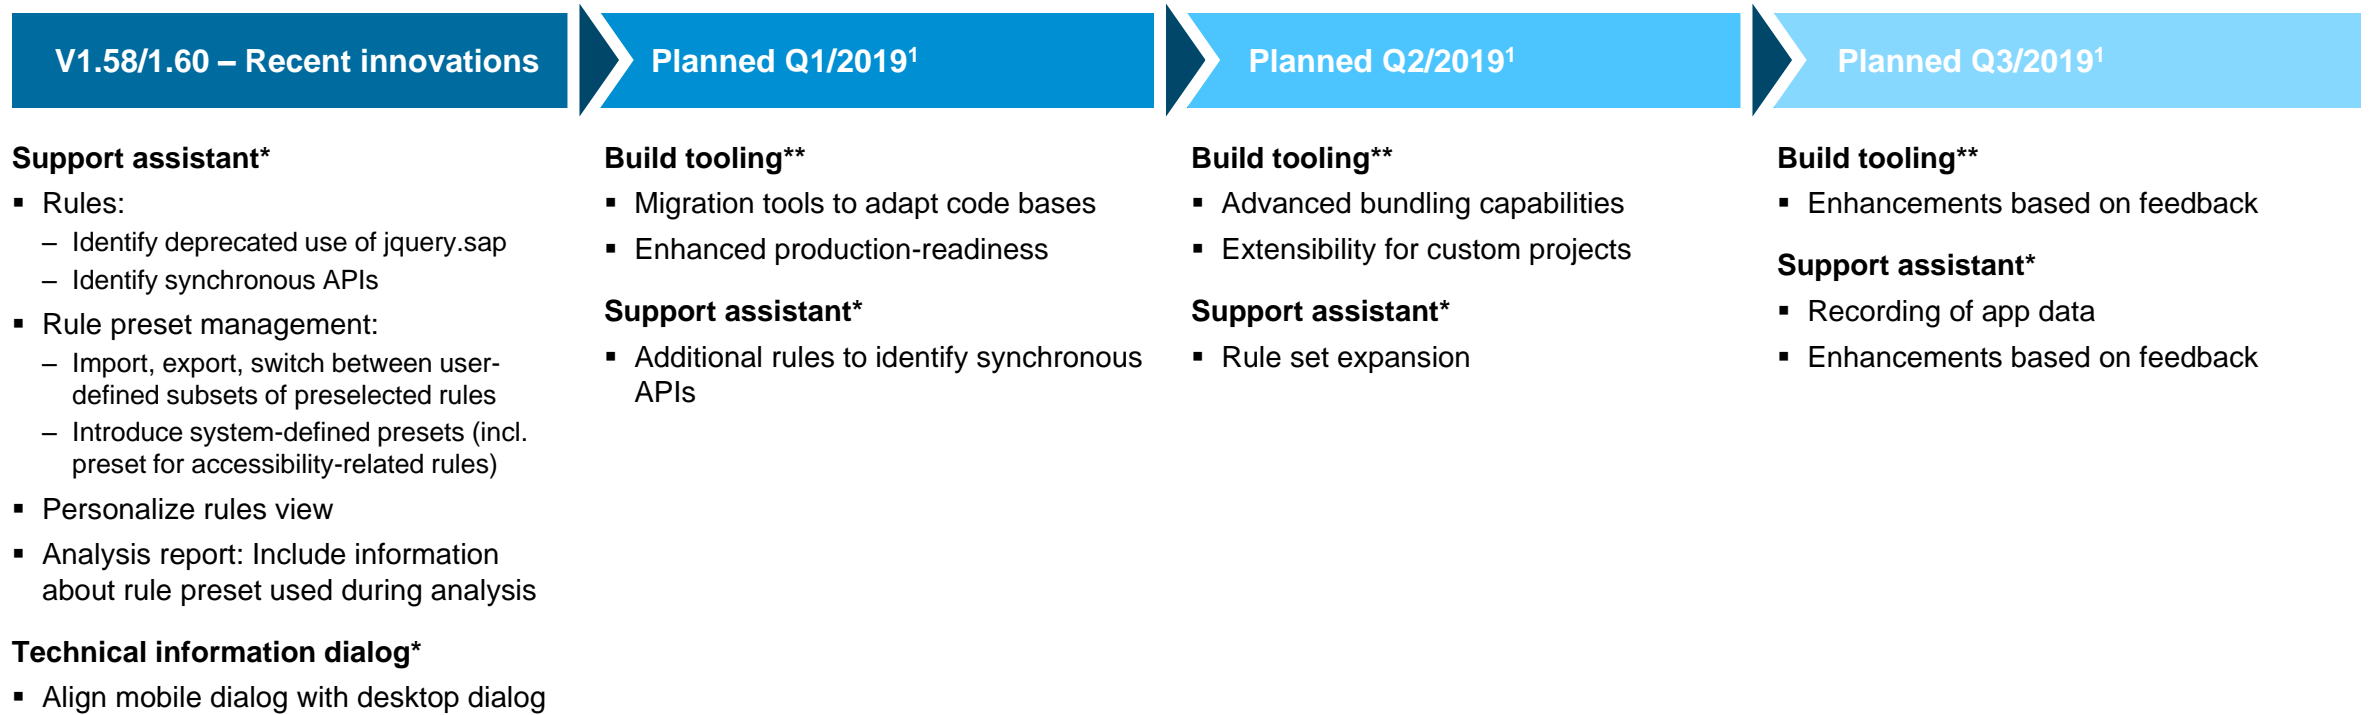 V1.58/1.60 – Recent innovations
Planned Q1/2019¹
Planned Q2/2019¹
Planned Q3/2019¹
Support assistant*
▪ Rules:
– Identify deprecated use of jquery.sap
– Identify synchronous APIs
▪ Rule preset management:
– Import, export, switch between user-
defined subsets of preselected rules
– Introduce system-defined presets (incl.
preset for accessibility-related rules)
▪ Personalize rules view
▪ Analysis report: Include information
about rule preset used during analysis
Technical information dialog*
▪ Align mobile dialog with desktop dialog
Build tooling**
▪ Migration tools to adapt code bases
▪ Enhanced production-readiness
Support assistant*
▪ Additional rules to identify synchronous
APIs
Build tooling**
▪ Advanced bundling capabilities
▪ Extensibility for custom projects
Support assistant*
▪ Rule set expansion
Build tooling**
▪ Enhancements based on feedback
Support assistant*
▪ Recording of app data
▪ Enhancements based on feedback